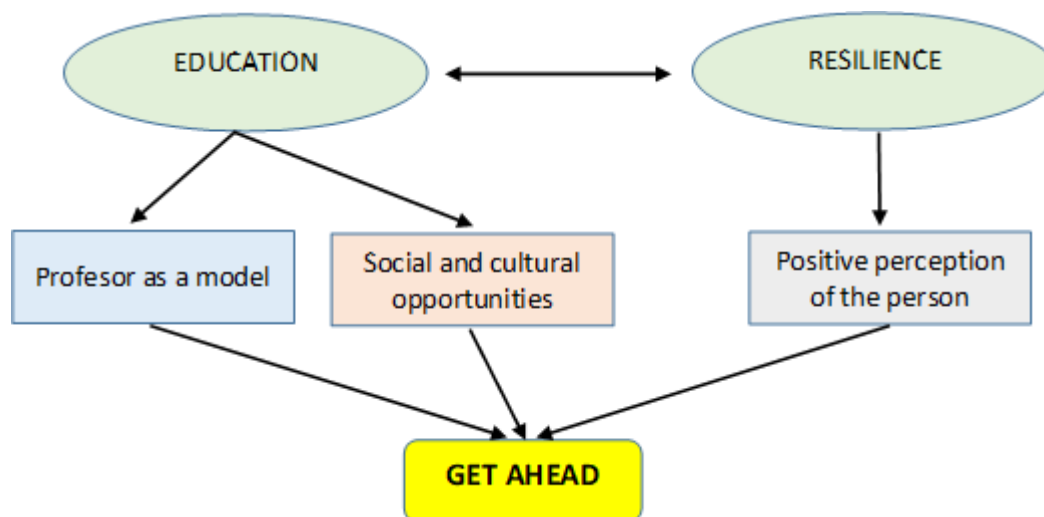 EDUCATION
RESILIENCE
Profesor as a model
Social and cultural
opportunities
Positive perception
of the person
GET AHEAD